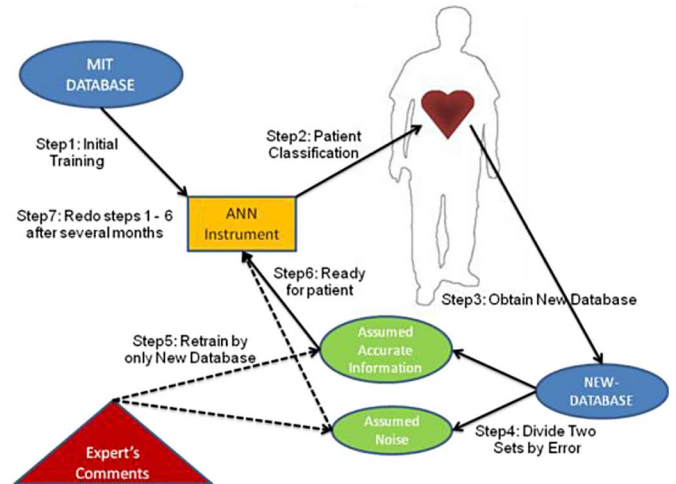 MIT
DATABASE
Step1: Initial
Training
Step2: Patient
Classification
Step7: Redo steps 1 - 6
after several months
ANN
Instrument
Step6: Ready
for patient
Step3: Obtain New Database
Step5: Retrain by
only New Database
Assumed
Accurate
Information
NEW-
DATABASE
Assumed
Noise
Step4: Divide Two
Sets by Error
Expert's
Comments